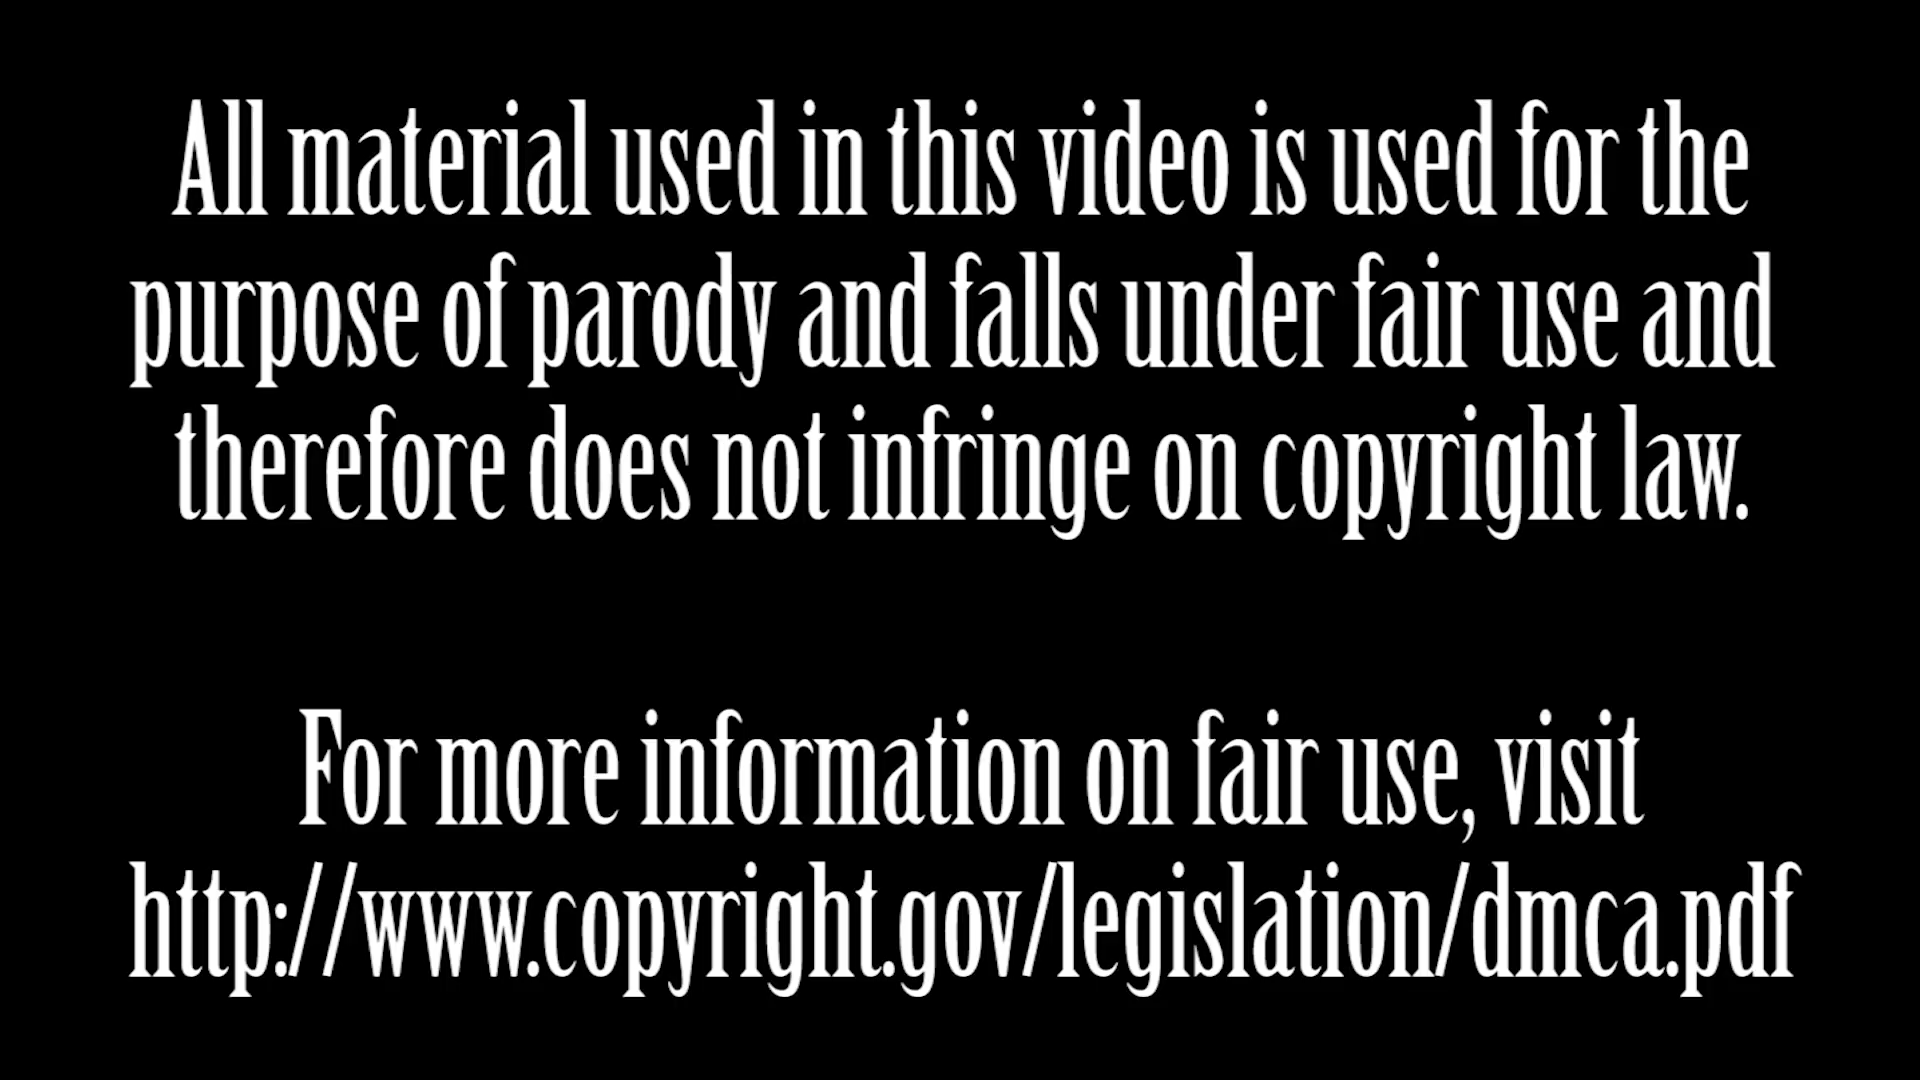 All material used in this video is used for the
purpose of parody and falls under fair use and
therefore does not infringe on copyright law.
For more information on fair use, visit
http://www.copyright.gov/legislation/dmca.pdf